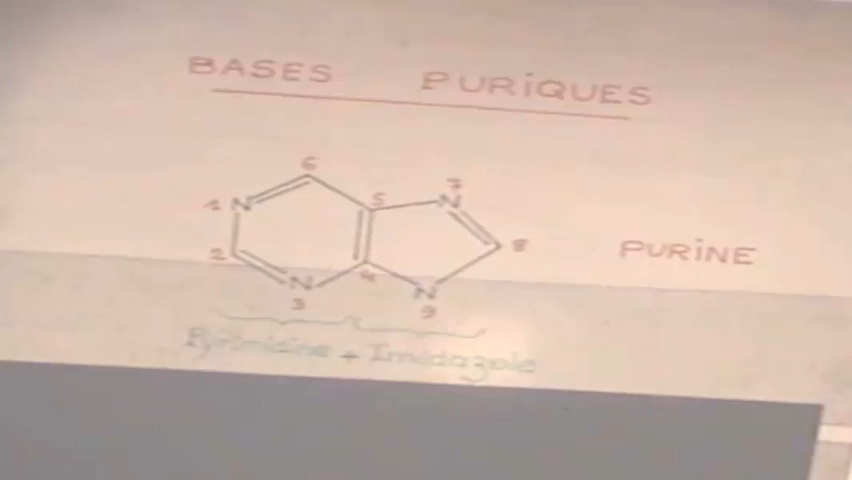 BASES PURiQUES
6
1 N 5 N 7
2 8 PURiNE
N 4 N
3 9
Pyrimidine + Imidazole